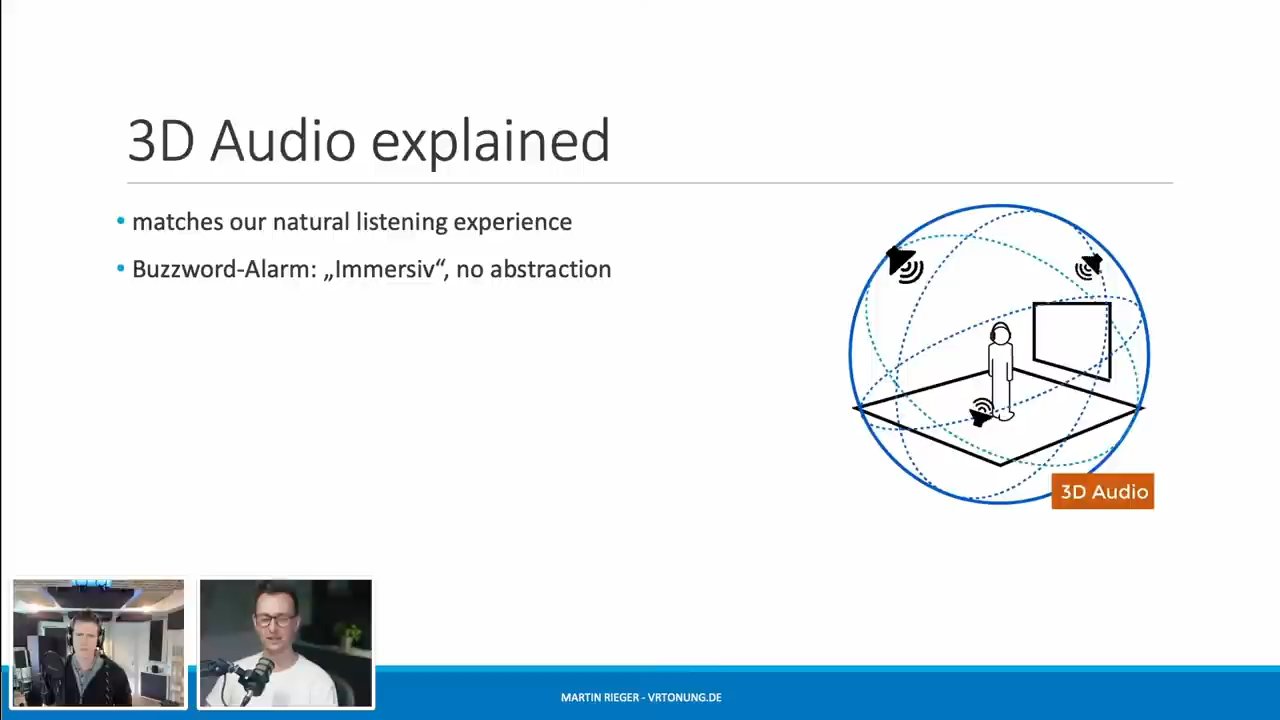 3D Audio explained
• matches our natural listening experience
• Buzzword-Alarm: „Immersiv“, no abstraction
3D Audio
MARTIN RIEGER - VRTONUNG.DE